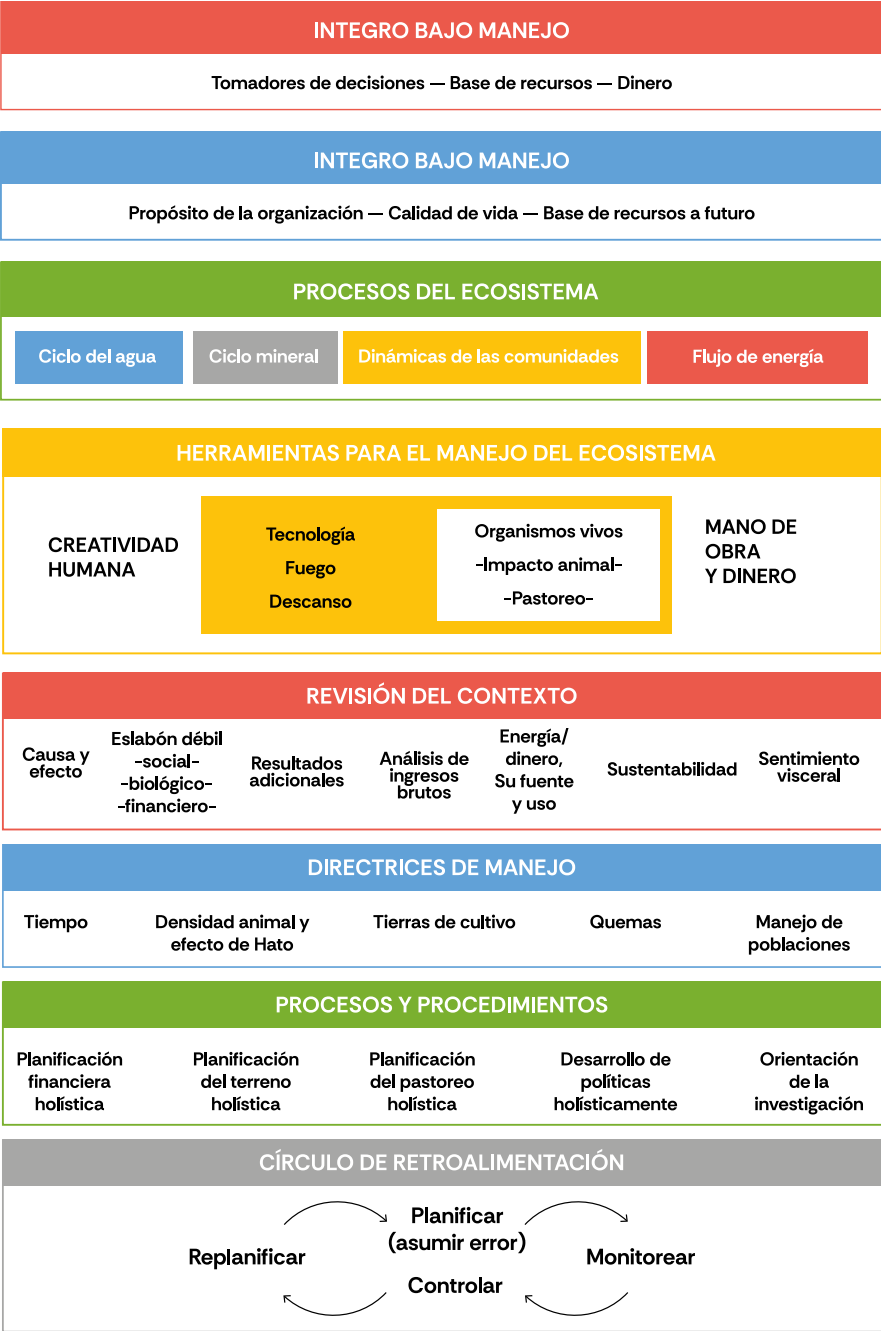 INTEGRO BAJO MANEJO
Tomadores de decisiones — Base de recursos — Dinero
INTEGRO BAJO MANEJO
Propósito de la organización — Calidad de vida — Base de recursos a futuro
PROCESOS DEL ECOSISTEMA
Ciclo del agua
Ciclo mineral
Dinámicas de las comunidades
Flujo de energía
HERRAMIENTAS PARA EL MANEJO DEL ECOSISTEMA
CREATIVIDAD
HUMANA
Tecnología
Fuego
Descanso
Organismos vivos
-Impacto animal-
-Pastoreo-
MANO DE
OBRA
Y DINERO
REVISIÓN DEL CONTEXTO
Causa y
efecto
Eslabón débil
-social-
-biológico-
-financiero-
Resultados
adicionales
Análisis de
ingresos
brutos
Energía/
dinero,
Su fuente
y uso
Sustentabilidad
Sentimiento
visceral
DIRECTRICES DE MANEJO
Tiempo
Densidad animal y
efecto de Hato
Tierras de cultivo
Quemas
Manejo de
poblaciones
PROCESOS Y PROCEDIMIENTOS
Planificación
financiera
holística
Planificación
del terreno
holística
Planificación
del pastoreo
holística
Desarrollo de
políticas
holísticamente
Orientación
de la
investigación
CÍRCULO DE RETROALIMENTACIÓN
Replanificar
Planificar
(asumir error)
Controlar
Monitorear